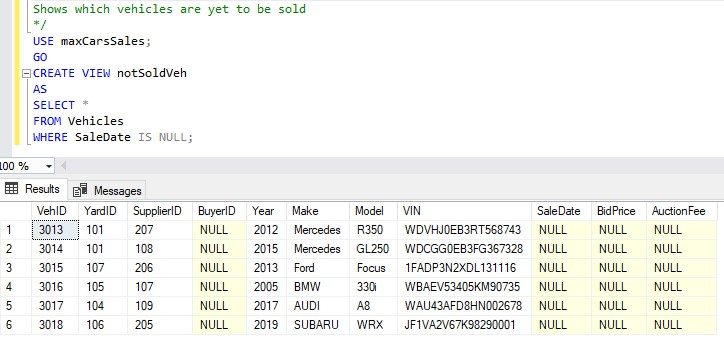 Shows which vehicles are yet to be sold
*/
USE maxCarsSales;
GO
CREATE VIEW notSoldVeh
AS
SELECT *
FROM Vehicles
WHERE SaleDate IS NULL;
100 %
Results Messages
VehID YardID SupplierID BuyerID Year Make Model VIN SaleDate BidPrice AuctionFee
1 3013 101 207 NULL 2012 Mercedes R350 WDVHJ0EB3RT568743 NULL NULL NULL
2 3014 101 108 NULL 2015 Mercedes GL250 WDCGG0EB3FG367328 NULL NULL NULL
3 3015 107 206 NULL 2013 Ford Focus 1FADP3N2XDL131116 NULL NULL NULL
4 3016 105 107 NULL 2005 BMW 330i WBAEV53405KM90735 NULL NULL NULL
5 3017 104 109 NULL 2017 AUDI A8 WAU43AFD8HN002678 NULL NULL NULL
6 3018 106 205 NULL 2019 SUBARU WRX JF1VA2V67K98290001 NULL NULL NULL